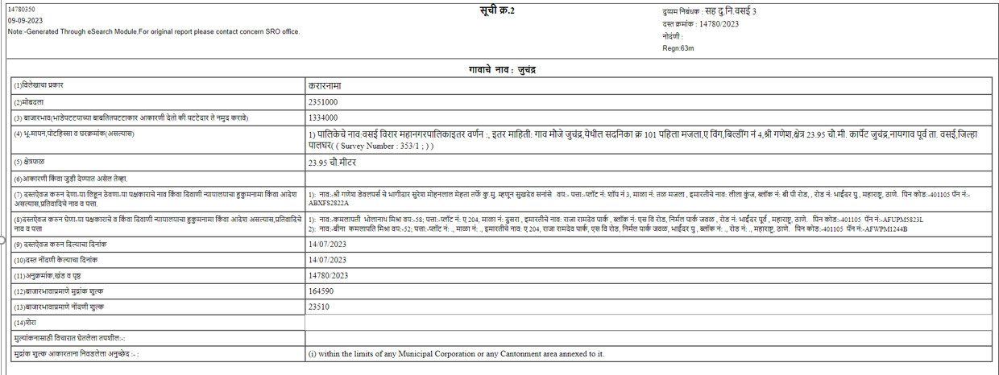 14780350
सूची क्र.2
दुय्यम निबंधक : सह दु.नि.वसई 3
09-09-2023
दस्त क्रमांक : 14780/2023
Note:-Generated Through eSearch Module,For original report please contact concern SRO office.
नोदंणी :
Regn:63m
गावाचे नाव : जुचंद्र
(1)विलेखाचा प्रकार करारनामा
(2)मोबदला 2351000
(3) बाजारभाव(भाडेपटटयाच्या बाबतितपटटाकार आकारणी देतो की पटटेदार ते नमुद करावे) 1334000
(4) भू-मापन,पोटहिस्सा व घरक्रमांक(असल्यास) 1) पालिकेचे नाव:वसई विरार महानगरपालिकाइतर वर्णन :, इतर माहिती: गाव मौजे जुचंद्र,येथील सदनिका क्र 101 पहिला मजला,ए विंग,बिल्डींग नं 4,श्री गणेश,क्षेत्र 23.95 चौ.मी. कार्पेट जुचंद्र,नायगाव पूर्व ता. वसई,जिल्हा
पालघर( ( Survey Number : 353/1 ; ) )
(5) क्षेत्रफळ 23.95 चौ.मीटर
(6)आकारणी किंवा जुडी देण्यात असेल तेव्हा.
(7) दस्तऐवज करुन देणा-या/लिहून ठेवणा-या पक्षकाराचे नाव किंवा दिवाणी न्यायालयाचा हुकुमनामा किंवा आदेश
असल्यास,प्रतिवादिचे नाव व पत्ता.
1): नाव:-श्री गणेश डेवलपर्स चे भागीदार सुरेश मोहनलाल मेहता तर्फे कु.मु. म्हणून सुखदेव सनांसे वय:- पत्ता:-प्लॉट नं: शॉप नं 3, माळा नं: तळ मजला , इमारतीचे नाव: लीला कुंज, ब्लॉक नं: बी पी रोड, , रोड नं: भाईंदर पु , महाराष्ट्र, ठाणे. पिन कोड:-401105 पॅन नं:-
ABXFS2822A
(8)दस्तऐवज करुन घेणा-या पक्षकाराचे व किंवा दिवाणी न्यायालयाचा हुकुमनामा किंवा आदेश असल्यास,प्रतिवादिचे
नाव व पत्ता
1): नाव:-कमलापती भोलानाथ मिश्रा वय:-58; पत्ता:-प्लॉट नं: ए 204, माळा नं: दुसरा , इमारतीचे नाव: राजा रामदेव पार्क , ब्लॉक नं: एस वि रोड, निर्मल पार्क जवळ , रोड नं: भाईंदर पूर्व , महाराष्ट्र, ठाणे. पिन कोड:-401105 पॅन नं:-AFUPM5823L
2): नाव:-बीना कमलापति मिश्रा वय:-52; पत्ता:-प्लॉट नं: ., माळा नं: ., इमारतीचे नाव: ए 204, राजा रामदेव पार्क, एस वि रोड, निर्मल पार्क जवळ, भाईंदर पु , ब्लॉक नं: ., रोड नं: ., महाराष्ट्र, ठाणे. पिन कोड:-401105 पॅन नं:-AFWPM1244B
(9) दस्तऐवज करुन दिल्याचा दिनांक 14/07/2023
(10)दस्त नोंदणी केल्याचा दिनांक 14/07/2023
(11)अनुक्रमांक,खंड व पृष्ठ 14780/2023
(12)बाजारभावाप्रमाणे मुद्रांक शुल्क 164590
(13)बाजारभावाप्रमाणे नोंदणी शुल्क 23510
(14)शेरा
मुल्यांकनासाठी विचारात घेतलेला तपशील:-:
मुद्रांक शुल्क आकारताना निवडलेला अनुच्छेद :- : (i) within the limits of any Municipal Corporation or any Cantonment area annexed to it.